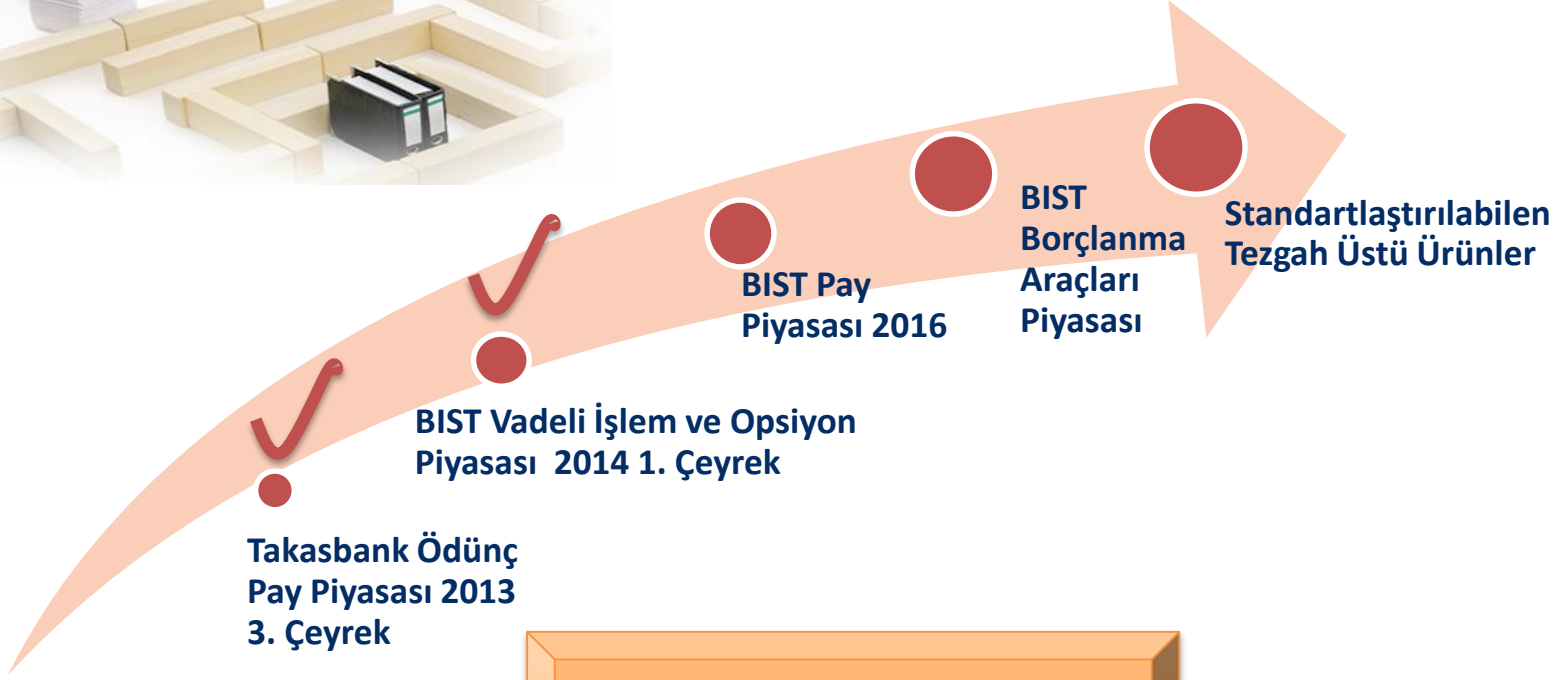 Takasbank Ödünç
Pay Piyasası 2013
3. Çeyrek
BIST Vadeli İşlem ve Opsiyon
Piyasası 2014 1. Çeyrek
BIST Pay
Piyasası 2016
BIST
Borçlanma
Araçları
Piyasası
Standartlaştırılabilen
Tezgah Üstü Ürünler